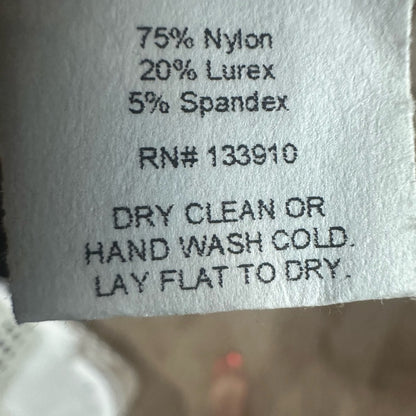 75% Nylon
20% Lurex
5% Spandex
RN# 133910
DRY CLEAN OR
HAND WASH COLD.
LAY FLAT TO DRY.